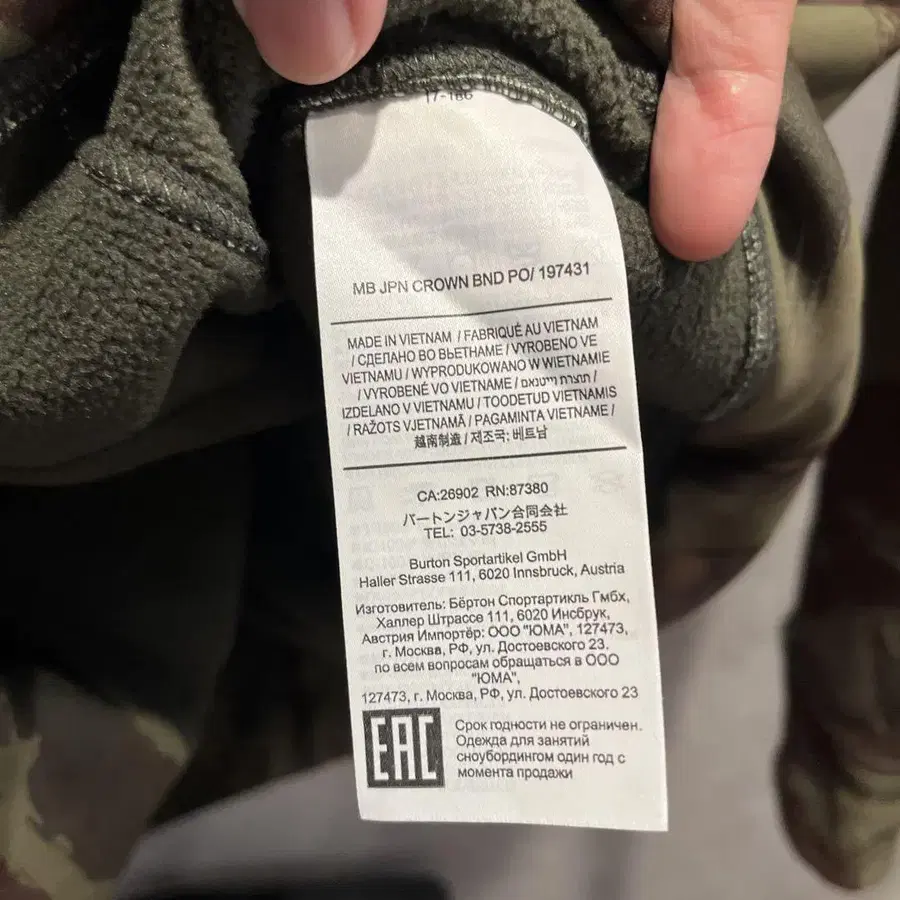 17-186
MB JPN CROWN BND PO/ 197431
MADE IN VIETNAM / FABRIQUÉ AU VIETNAM
/ СДЕЛАНО ВО ВЬЕТНАМЕ / VYROBENO VE
VIETNAMU / WYPRODUKOWANO W WIETNAMIE
/ VYROBENÉ VO VIETNAME / תוצרת וייטנאם /
IZDELANO V VIETNAMU / TOODETUD VIETNAMIS
/ RAŽOTS VJETNAMĀ / PAGAMINTA VIETNAME /
越南制造 / 제조국: 베트남
CA:26902 RN:87380
バートンジャパン合同会社
TEL: 03-5738-2555
Burton Sportartikel GmbH
Haller Strasse 111, 6020 Innsbruck, Austria
Изготовитель: Бёртон Спортартикль Гмбх,
Халлер Штрассе 111, 6020 Инсбрук,
Австрия Импортёр: ООО "ЮМА", 127473,
г. Москва, РФ, ул. Достоевского 23.
по всем вопросам обращаться в ООО
"ЮМА",
127473, г. Москва, РФ, ул. Достоевского 23
EAC
Срок годности не ограничен.
Одежда для занятий
сноубордингом один год с
момента продажи